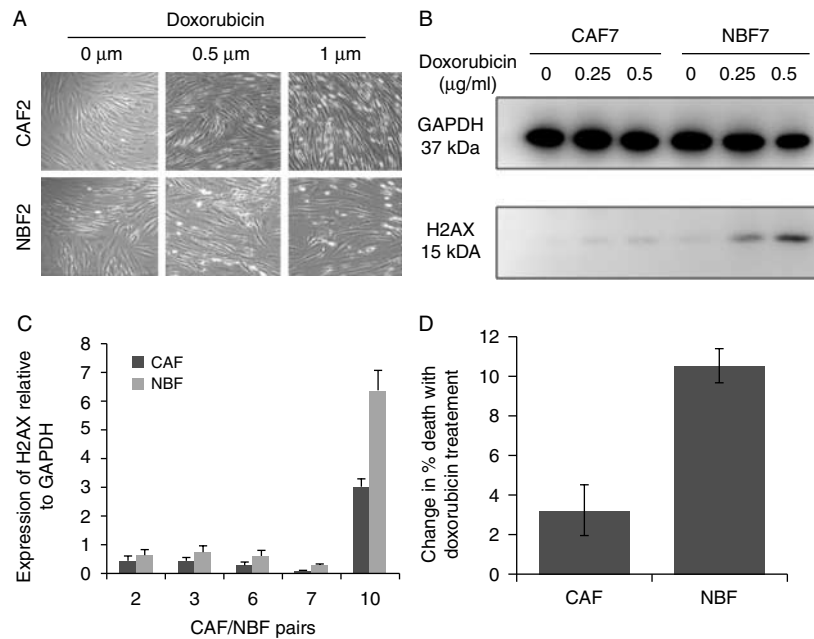 A
Doxorubicin
0 μm 0.5 μm 1 μm
CAF2
NBF2
B
CAF7 NBF7
Doxorubicin
(μg/ml)
0 0.25 0.5 0 0.25 0.5
GAPDH
37 kDa
H2AX
15 kDA
C
Expression of H2AX relative
to GAPDH
8
7
6
5
4
3
2
1
0
CAF
NBF
2 3 6 7 10
CAF/NBF pairs
D
Change in % death with
doxorubicin treatement
12
10
8
6
4
2
0
CAF NBF